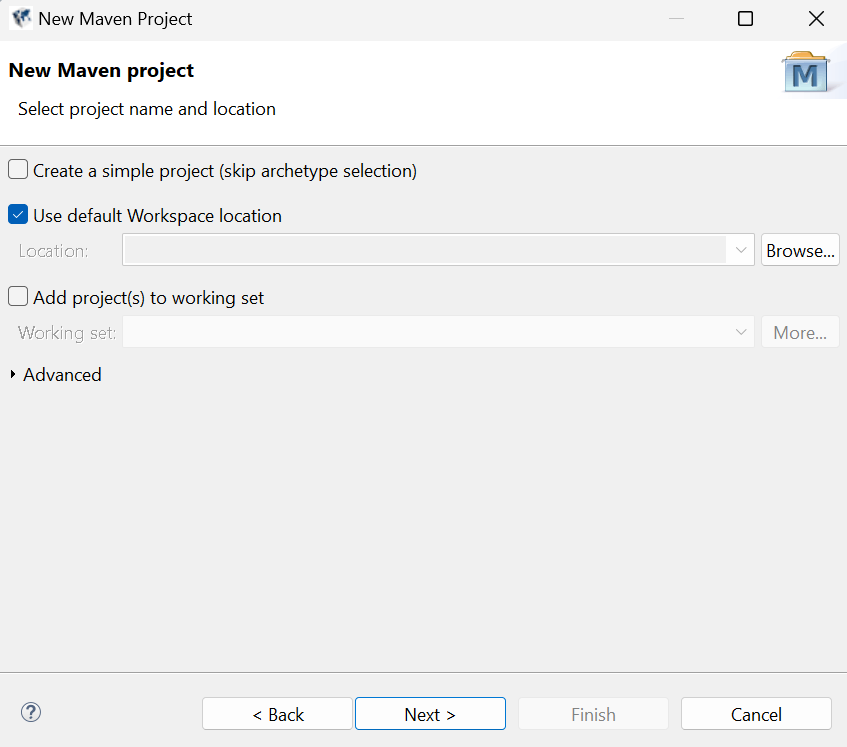 New Maven Project
New Maven project
M
Select project name and location
Create a simple project (skip archetype selection)
Use default Workspace location
Location:
Browse...
Add project(s) to working set
Working set:
More...
Advanced
?
< Back
Next >
Finish
Cancel